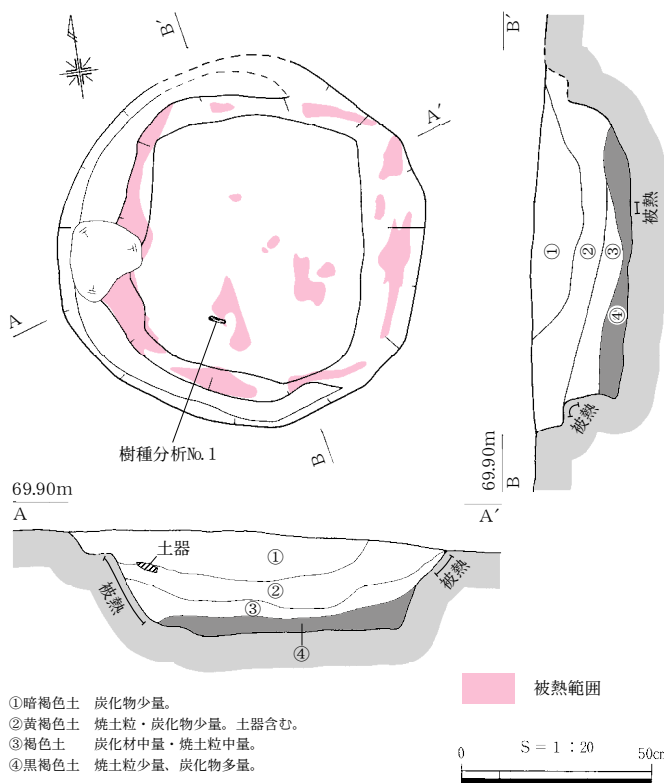 B′
A′
A
B
樹種分析№.1
B′
被熱
①
②
③
④
被熱
69.90m
B
69.90m
A
A′
土器
①
②
③
④
被熱
被熱
被熱範囲
①暗褐色土 炭化物少量。
②黄褐色土 焼土粒・炭化物少量。土器含む。
③褐色土 炭化材中量・焼土粒中量。
④黒褐色土 焼土粒少量、炭化物多量。
S = 1 : 20
0 50cm